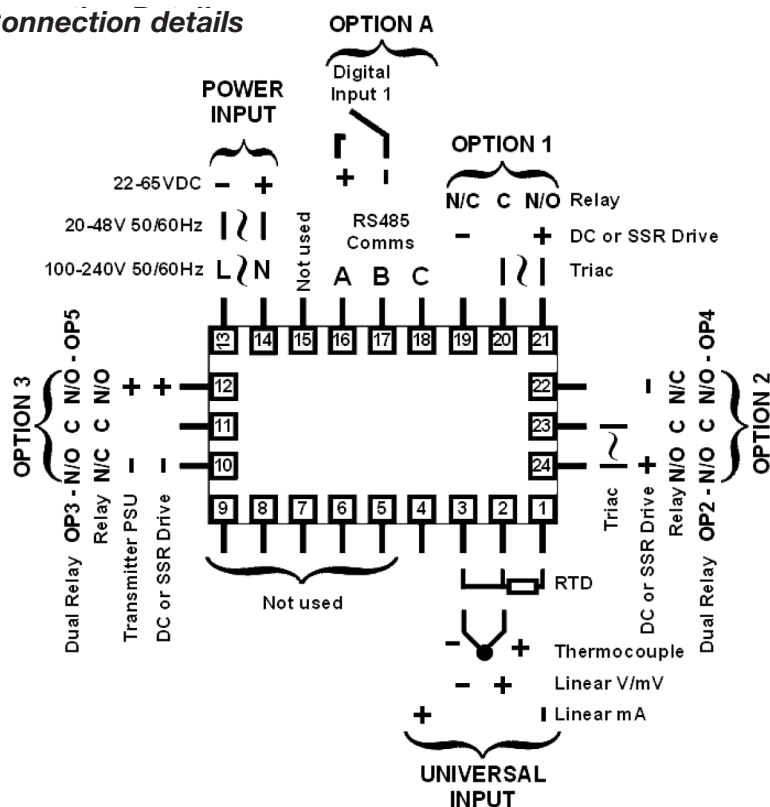 Connection details
OPTION A
Digital
Input 1
POWER
INPUT
OPTION 1
22-65VDC − +
+ −
N/C C N/O Relay
20-48V 50/60Hz
RS485
Comms
− + DC or SSR Drive
100-240V 50/60Hz L N
Not used
A B C
Triac
13 14 15 16 17 18 19 20 21
OPTION 3
Dual Relay OP3 - N/O C N/O - OP5
Relay N/C C N/O
Transmitter PSU − +
DC or SSR Drive − +
12
11
10
22
23
24
Triac
DC or SSR Drive + −
Relay N/O C N/C
Dual Relay OP2 - N/O C N/O - OP4
OPTION 2
9 8 7 6 5 4 3 2 1
Not used
RTD
− + Thermocouple
− + Linear V/mV
+ − Linear mA
UNIVERSAL
INPUT